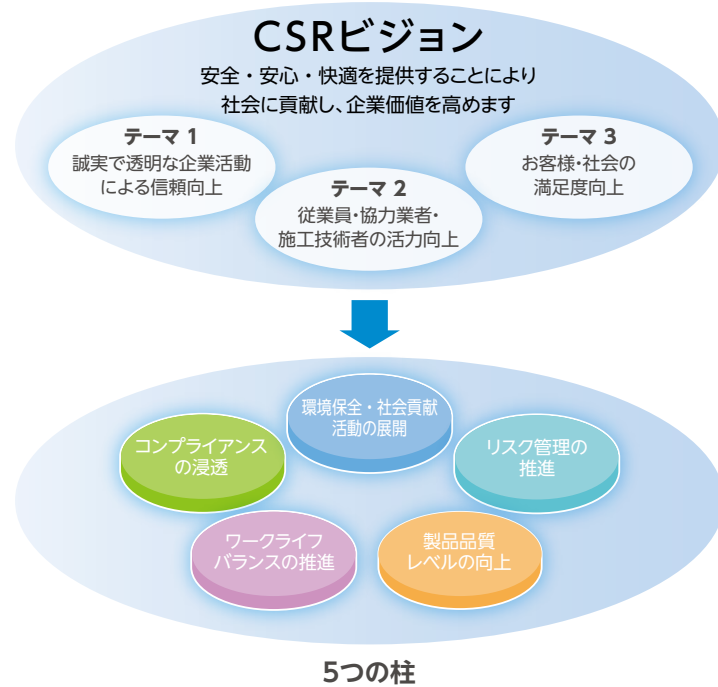 CSRビジョン
安全・安心・快適を提供することにより
社会に貢献し、企業価値を高めます
テーマ 1
誠実で透明な企業活動
による信頼向上
テーマ 2
従業員・協力業者・
施工技術者の活力向上
テーマ 3
お客様・社会の
満足度向上
環境保全・社会貢献
活動の展開
コンプライアンス
の浸透
リスク管理の
推進
ワークライフ
バランスの推進
製品品質
レベルの向上
5つの柱